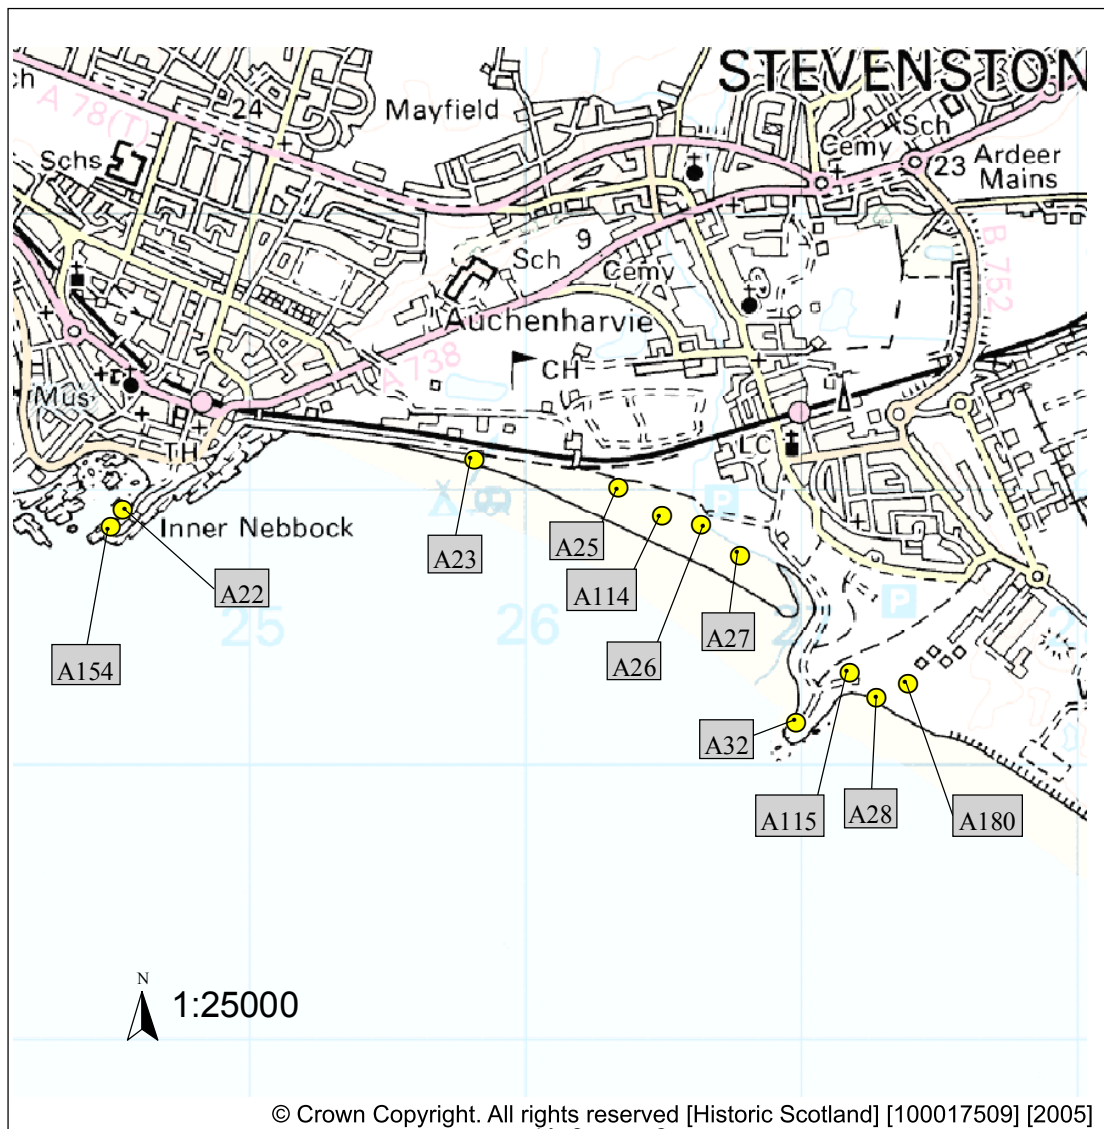 STEVENSTON
ch
A 78(T)
24
Mayfield
Sch
Cemy
23
Ardeer
Mains
Schs
9
Sch
Cemy
B 752
Auchenharvie
A 738
CH
Mus
TH
LC
P
Inner Nebbock
A23
A25
A22
A114
P
25
26
27
A27
A26
A154
A32
A115
A28
A180
N
1:25000
© Crown Copyright. All rights reserved [Historic Scotland] [100017509] [2005]